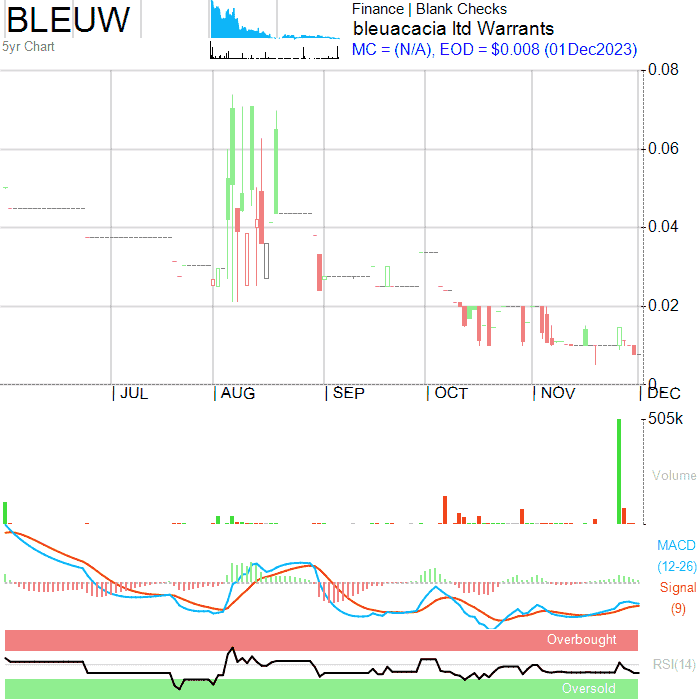 BLEUW
5yr Chart
Finance | Blank Checks
bleuacacia ltd Warrants
MC = (N/A), EOD = $0.008 (01Dec2023)
0.08
0.06
0.04
0.02
0
| JUL | AUG | SEP | OCT | NOV | DEC
505k
Volume
MACD
(12-26)
Signal
(9)
Overbought
RSI(14)
Oversold